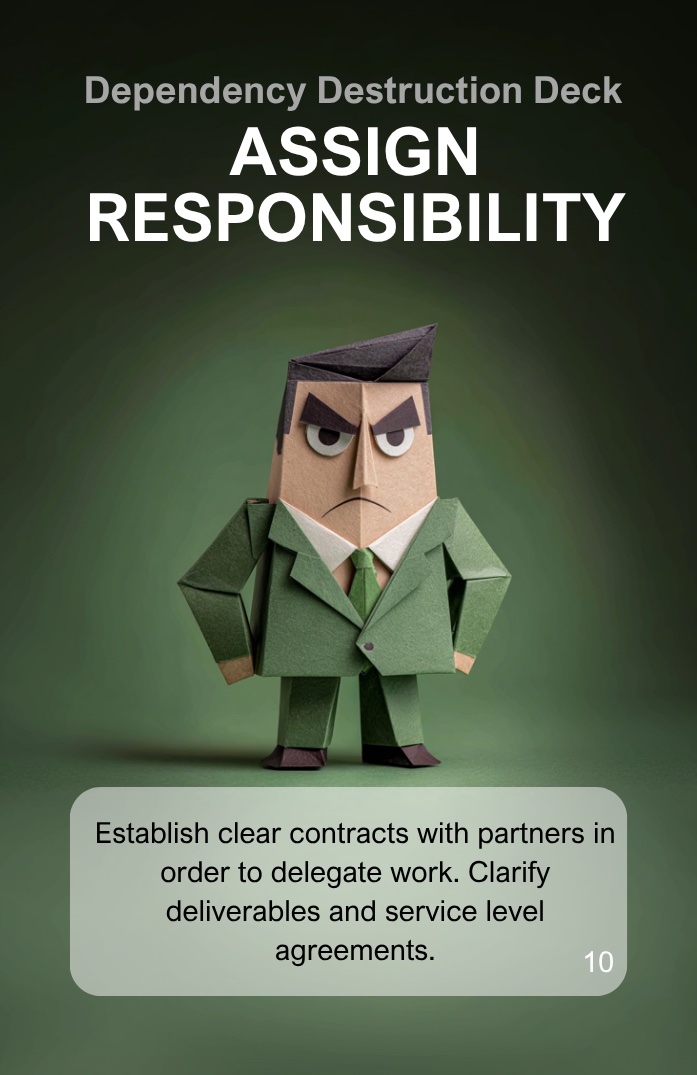 Dependency Destruction Deck
ASSIGN
RESPONSIBILITY
Establish clear contracts with partners in
order to delegate work. Clarify
deliverables and service level
agreements.
10